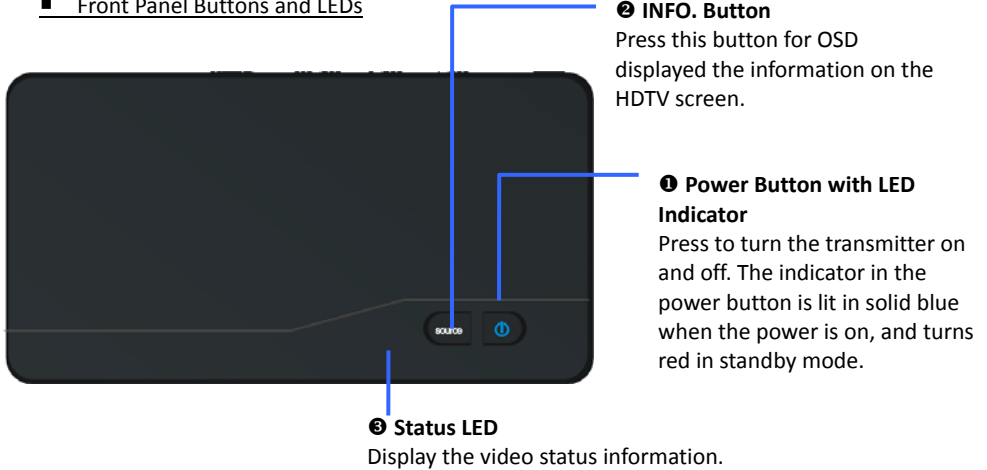 ■ Front Panel Buttons and LEDs
❷ INFO. Button
Press this button for OSD
displayed the information on the
HDTV screen.
❶ Power Button with LED
Indicator
Press to turn the transmitter on
and off. The indicator in the
power button is lit in solid blue
when the power is on, and turns
red in standby mode.
source
❸ Status LED
Display the video status information.